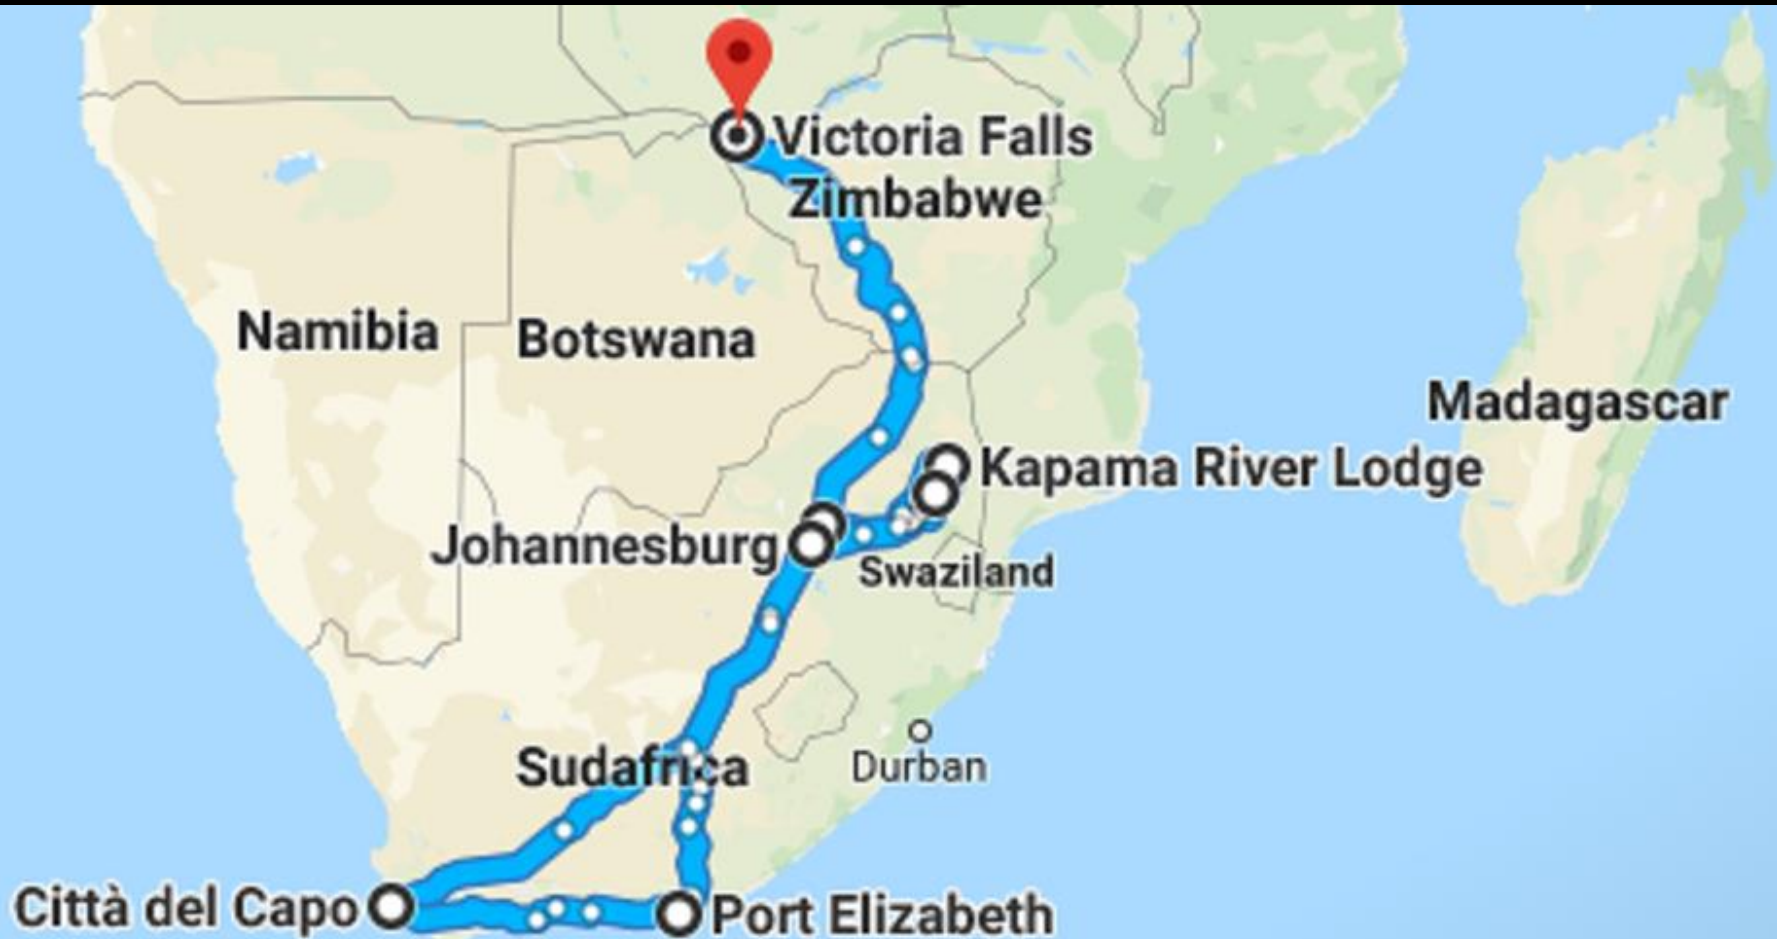 Victoria Falls
Zimbabwe
Namibia
Botswana
Madagascar
Kapama River Lodge
Johannesburg
Swaziland
Sudafrica
Durban
Città del Capo
Port Elizabeth